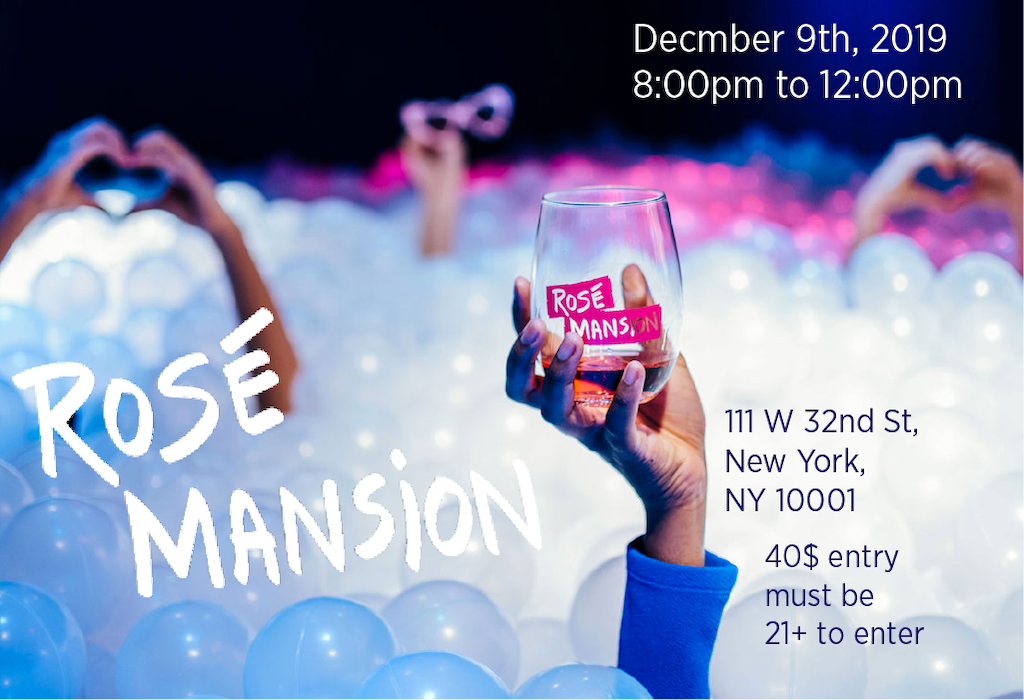 Decmber 9th, 2019
8:00pm to 12:00pm
ROSÉ
MANSiON
ROSÉ
MANSiON
111 W 32nd St,
New York,
NY 10001
40$ entry
must be
21+ to enter